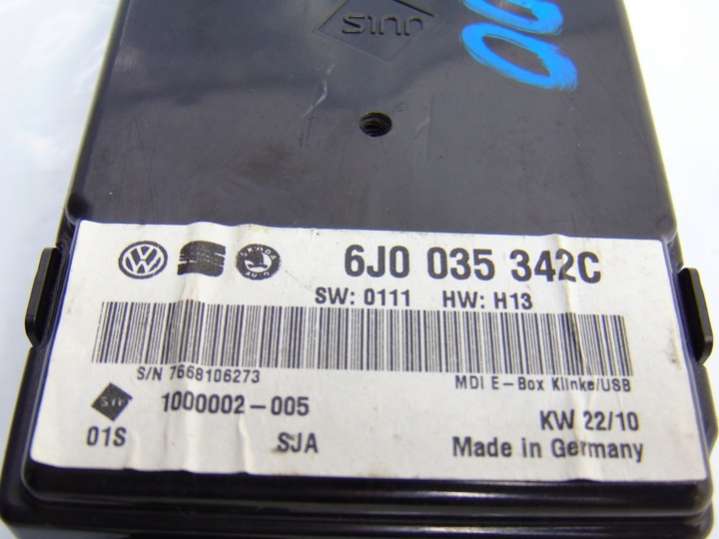 6J0 035 342C
SW: 0111 HW: H13
S/N 7668106273
MDI E-Box Klinke/USB
1000002-005
KW 22/10
01S SJA
Made in Germany